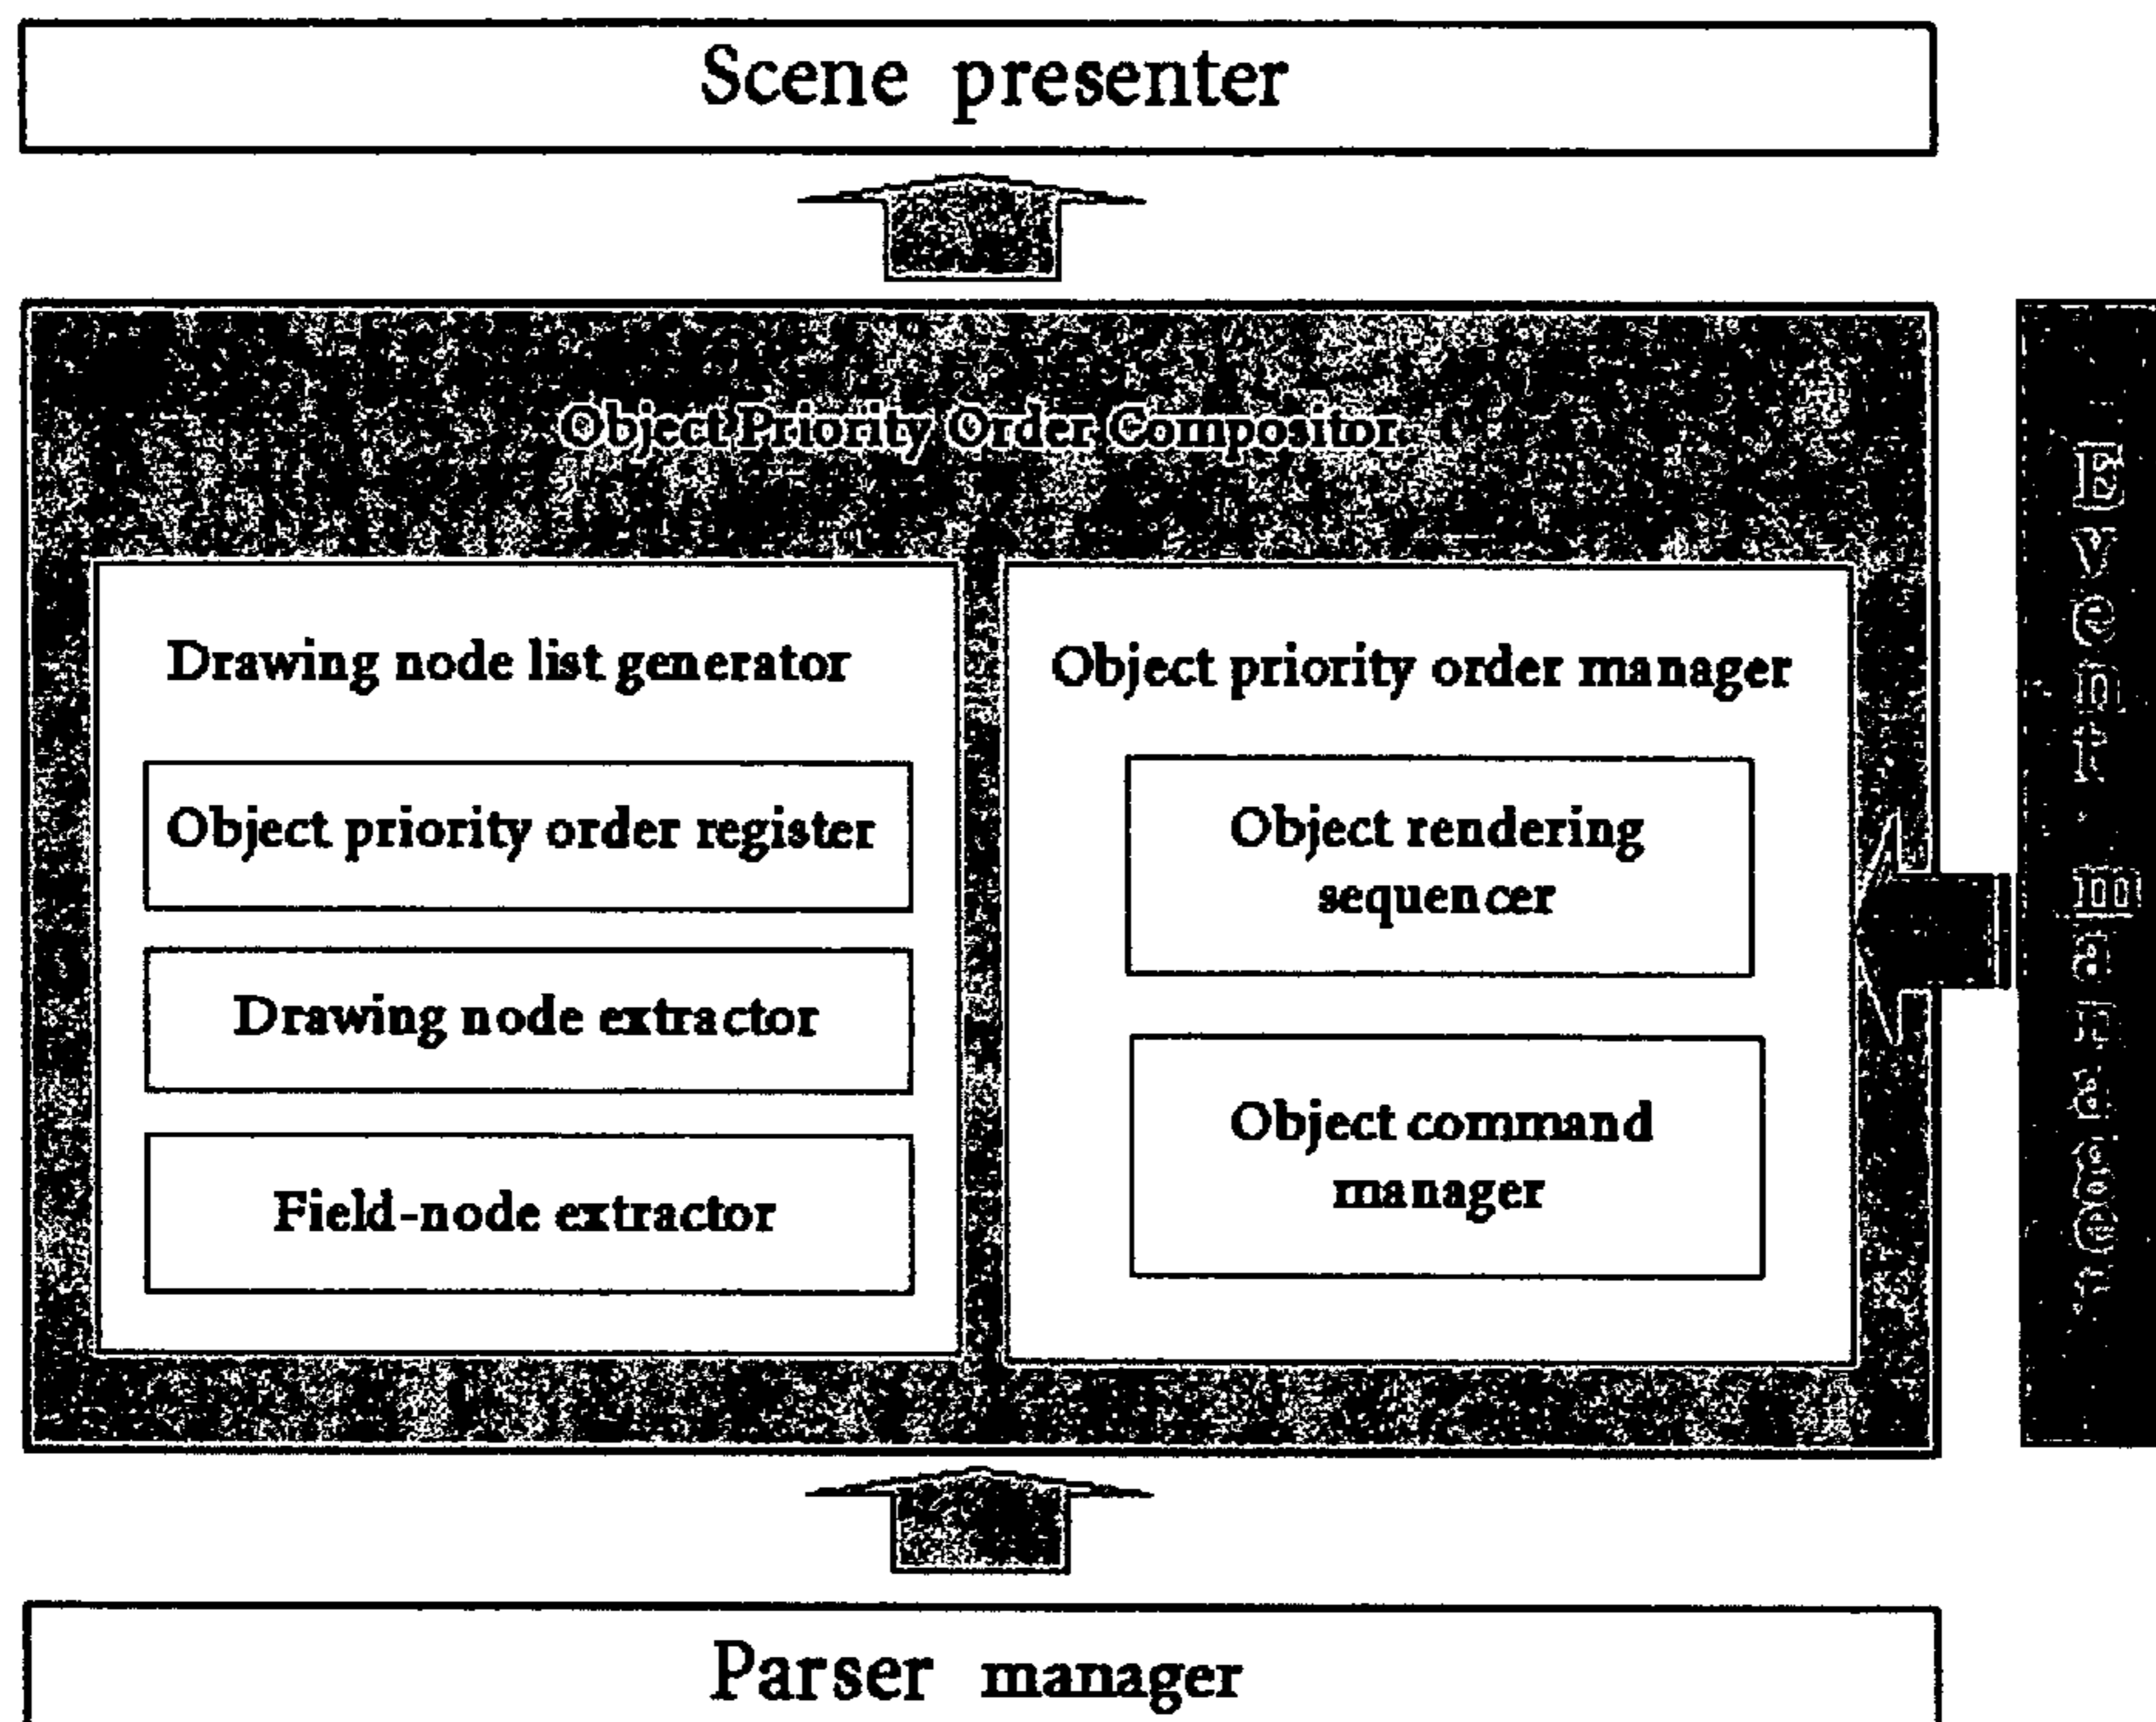 Scene presenter
Object Priority Order Compositor
Drawing node list generator
Object priority order register
Drawing node extractor
Field-node extractor
Object priority order manager
Object rendering
sequencer
Object command
manager
Event manager
Parser manager